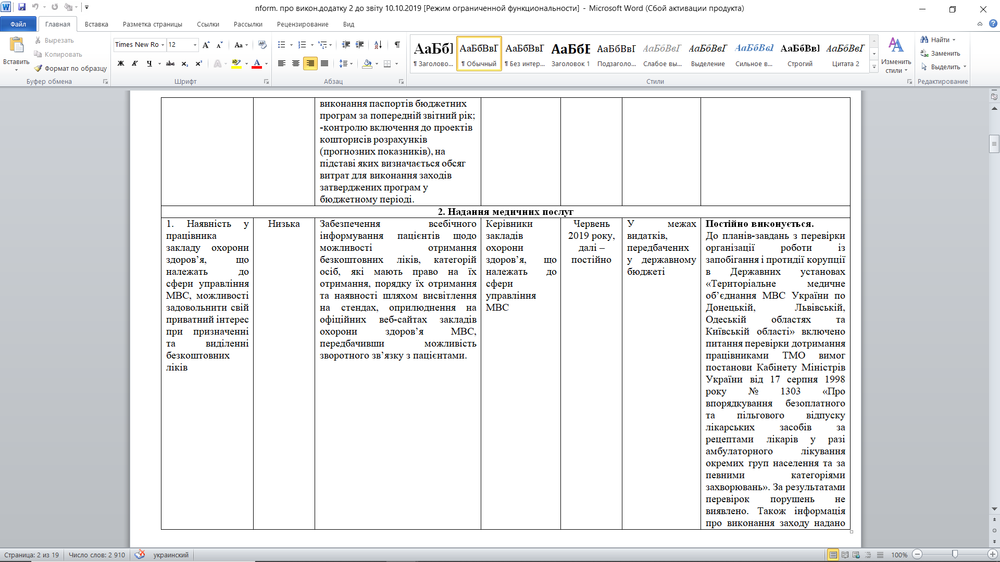 nform. про викон.додатку 2 до звіту 10.10.2019 [Режим ограниченной функциональности] - Microsoft Word (Сбой активации продукта)
Файл Главная Вставка Разметка страницы Ссылки Рассылки Рецензирование Вид
Вставить
Вырезать
Копировать
Формат по образцу
Буфер обмена
Times New Ro 12
Ж К Ч abc x₂ x²
Шрифт
Абзац
АаБбІ АаБбВвГ АаБбВвГ АаБбВ АаБбВвГ АаБбВвГ АаБбВвГ АаБбВвІ АаБбВвІ АаБбВвГ
¶ Заголово... ¶ Обычный ¶ Без интер... Заголовок 1 Подзаголо... Слабое вы... Выделение Сильное в... Строгий Цитата 2
Изменить
стили
Стили
Найти
Заменить
Выделить
Редактирование
виконання паспортів бюджетних
програм за попередній звітний рік;
-контролю включення до проектів
кошторисів розрахунків
(прогнозних показників), на
підставі яких визначається обсяг
витрат для виконання заходів
затверджених програм у
бюджетному періоді.
2. Надання медичних послуг
1. Наявність у
працівника
закладу охорони
здоров’я, що
належать до
сфери управління
МВС, можливості
задовольнити свій
приватний інтерес
при призначенні
та виділенні
безкоштовних
ліків
Низька
Забезпечення всебічного
інформування пацієнтів щодо
можливості отримання
безкоштовних ліків, категорій
осіб, які мають право на їх
отримання, порядку їх отримання
та наявності шляхом висвітлення
на стендах, оприлюднення на
офіційних веб-сайтах закладів
охорони здоров’я МВС,
передбачивши можливість
зворотного зв’язку з пацієнтами.
Керівники
закладів
охорони
здоров’я, що
належать до
сфери
управління
МВС
Червень
2019 року,
далі –
постійно
У межах
видатків,
передбачених
у державному
бюджеті
Постійно виконується.
До планів-завдань з перевірки
організації роботи із
запобігання і протидії корупції
в Державних установах
«Територіальне медичне
об’єднання МВС України по
Донецькій, Львівській,
Одеській областях та
Київській області» включено
питання перевірки дотримання
працівниками ТМО вимог
постанови Кабінету Міністрів
України від 17 серпня 1998
року № 1303 «Про
впорядкування безоплатного
та пільгового відпуску
лікарських засобів за
рецептами лікарів у разі
амбулаторного лікування
окремих груп населення та за
певними категоріями
захворювань». За результатами
перевірок порушень не
виявлено. Також інформація
про виконання заходу надано
Страница: 2 из 19 Число слов: 2 910 украинский 100%